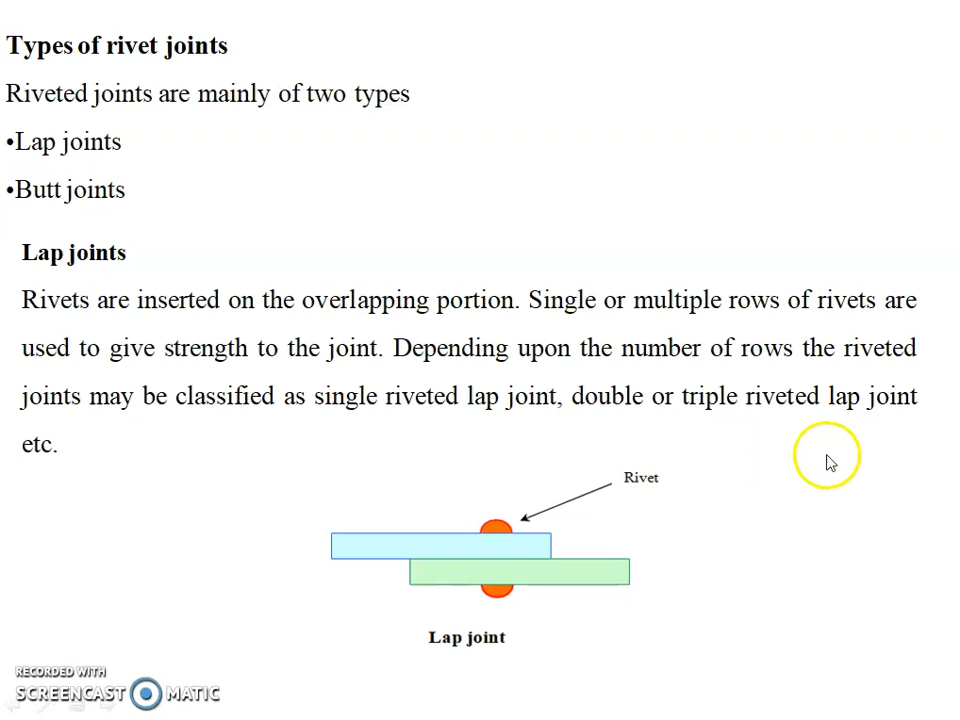 Types of rivet joints
Riveted joints are mainly of two types
•Lap joints
•Butt joints
Lap joints
Rivets are inserted on the overlapping portion. Single or multiple rows of rivets are
used to give strength to the joint. Depending upon the number of rows the riveted
joints may be classified as single riveted lap joint, double or triple riveted lap joint
etc.
Rivet
Lap joint
RECORDED WITH
SCREENCAST MATIC